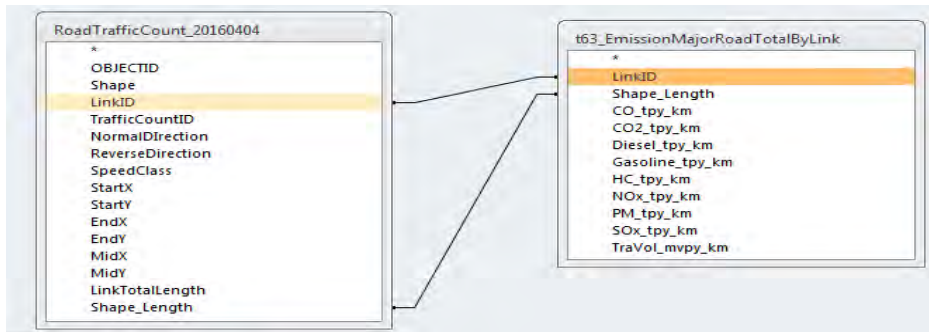 RoadTrafficCount_20160404
*
OBJECTID
Shape
LinkID
TrafficCountID
NormalDIrection
ReverseDirection
SpeedClass
StartX
StartY
EndX
EndY
MidX
MidY
LinkTotalLength
Shape_Length
t63_EmissionMajorRoadTotalByLink
*
LinkID
Shape_Length
CO_tpy_km
CO2_tpy_km
Diesel_tpy_km
Gasoline_tpy_km
HC_tpy_km
NOx_tpy_km
PM_tpy_km
SOx_tpy_km
TraVol_mvpy_km